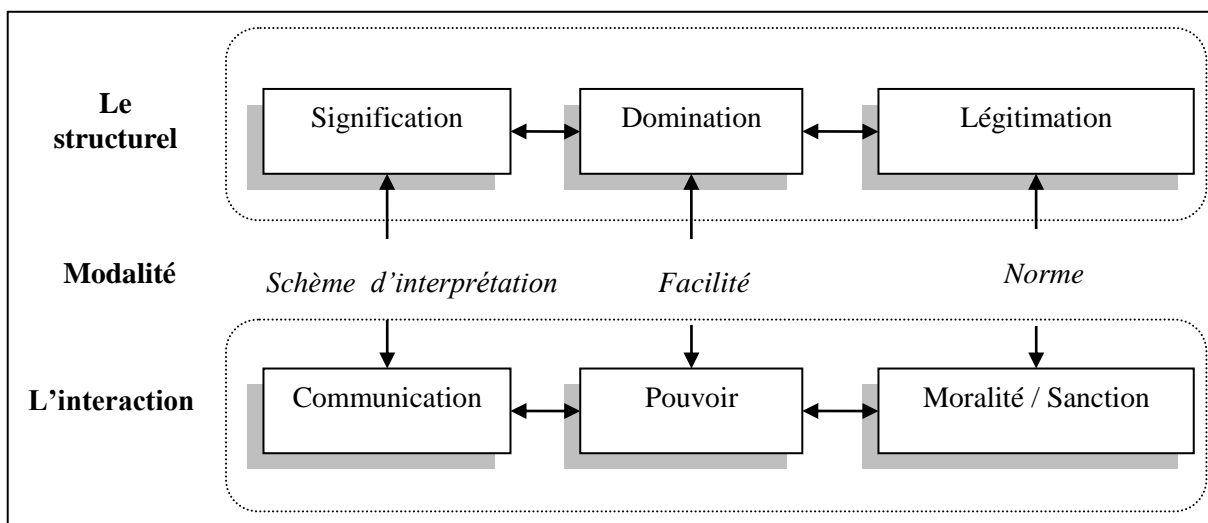 Le
structurel
Signification
Domination
Légitimation
Modalité
Schème d’interprétation
Facilité
Norme
L’interaction
Communication
Pouvoir
Moralité / Sanction